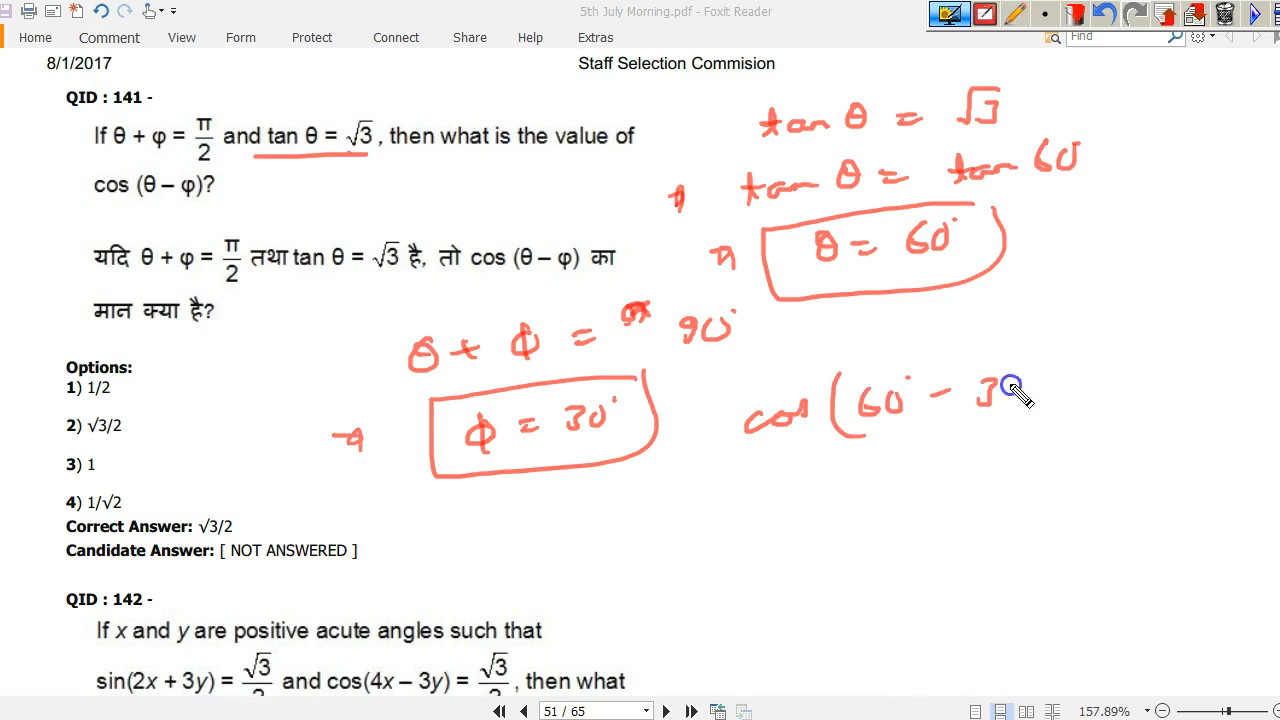 5th July Morning.pdf - Foxit Reader
Home Comment View Form Protect Connect Share Help Extras Find
8/1/2017 Staff Selection Commision
QID : 141 -
If θ + φ = π/2 and tan θ = √3, then what is the value of
cos (θ – φ)?
यदि θ + φ = π/2 तथा tan θ = √3 है, तो cos (θ – φ) का
मान क्या है?
tan θ = √3
⇒ tan θ = tan 60
⇒ θ = 60°
θ + φ = 90°
⇒ φ = 30°
cos (60° – 3
Options:
1) 1/2
2) √3/2
3) 1
4) 1/√2
Correct Answer: √3/2
Candidate Answer: [ NOT ANSWERED ]
QID : 142 -
If x and y are positive acute angles such that
sin(2x + 3y) = √3/2 and cos(4x – 3y) = √3/2, then what
51 / 65 157.89%